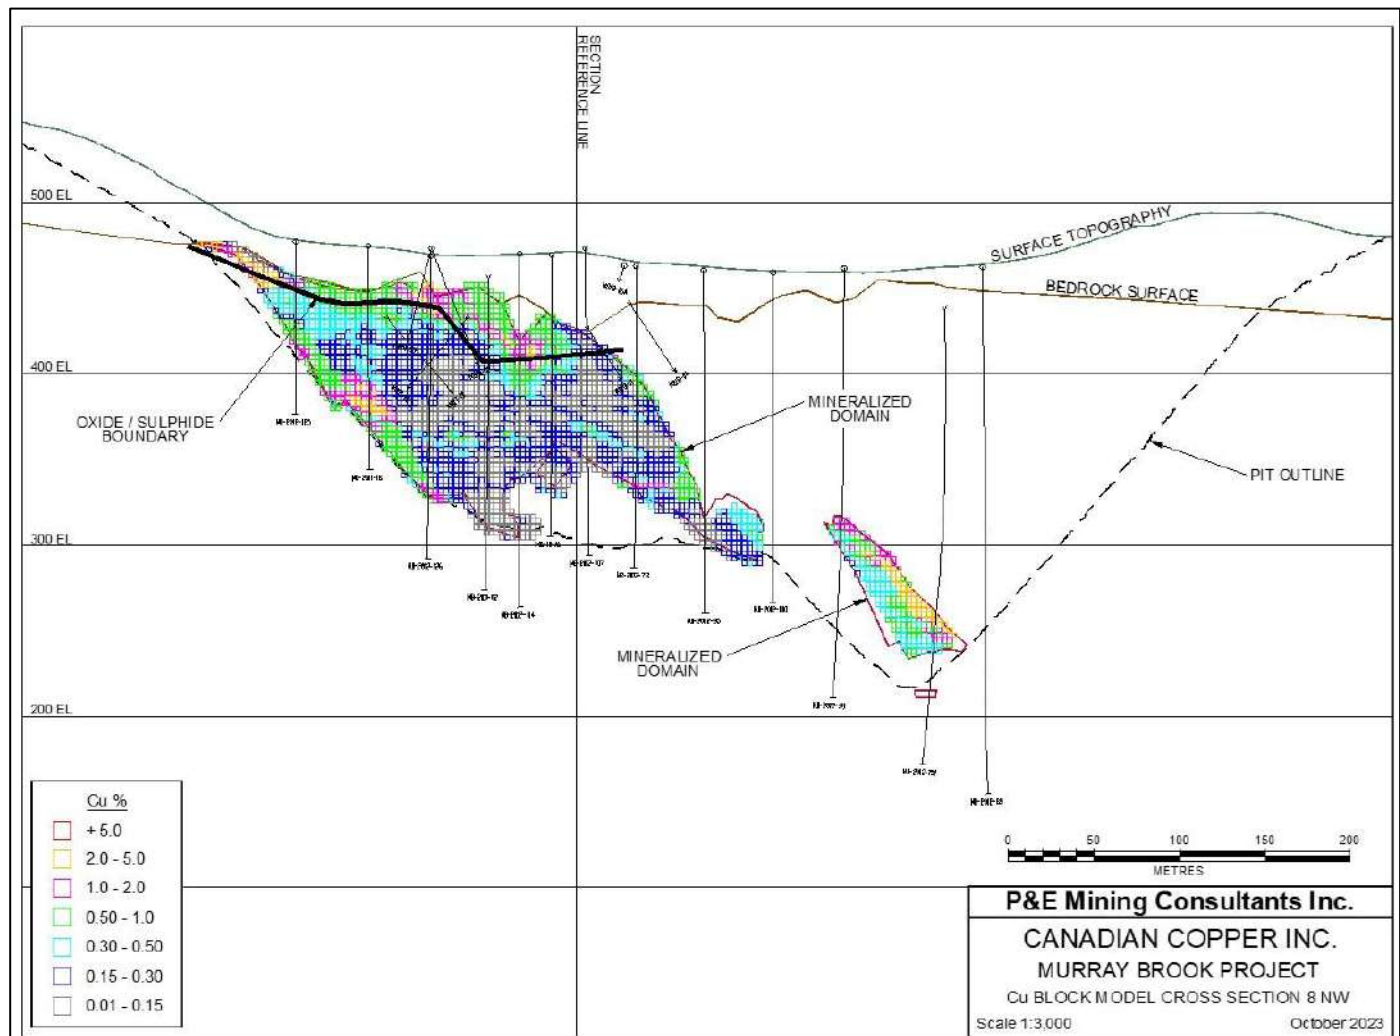 SECTION
REFERENCE LINE
500 EL
SURFACE TOPOGRAPHY
BEDROCK SURFACE
400 EL
OXIDE / SULPHIDE
BOUNDARY
MINERALIZED
DOMAIN
PIT OUTLINE
300 EL
MINERALIZED
DOMAIN
200 EL
Cu %
+ 5.0
2.0 - 5.0
1.0 - 2.0
0.50 - 1.0
0.30 - 0.50
0.15 - 0.30
0.01 - 0.15
0 50 100 150 200
METRES
P&E Mining Consultants Inc.
CANADIAN COPPER INC.
MURRAY BROOK PROJECT
Cu BLOCK MODEL CROSS SECTION 8 NW
Scale 1:3,000 October 2023